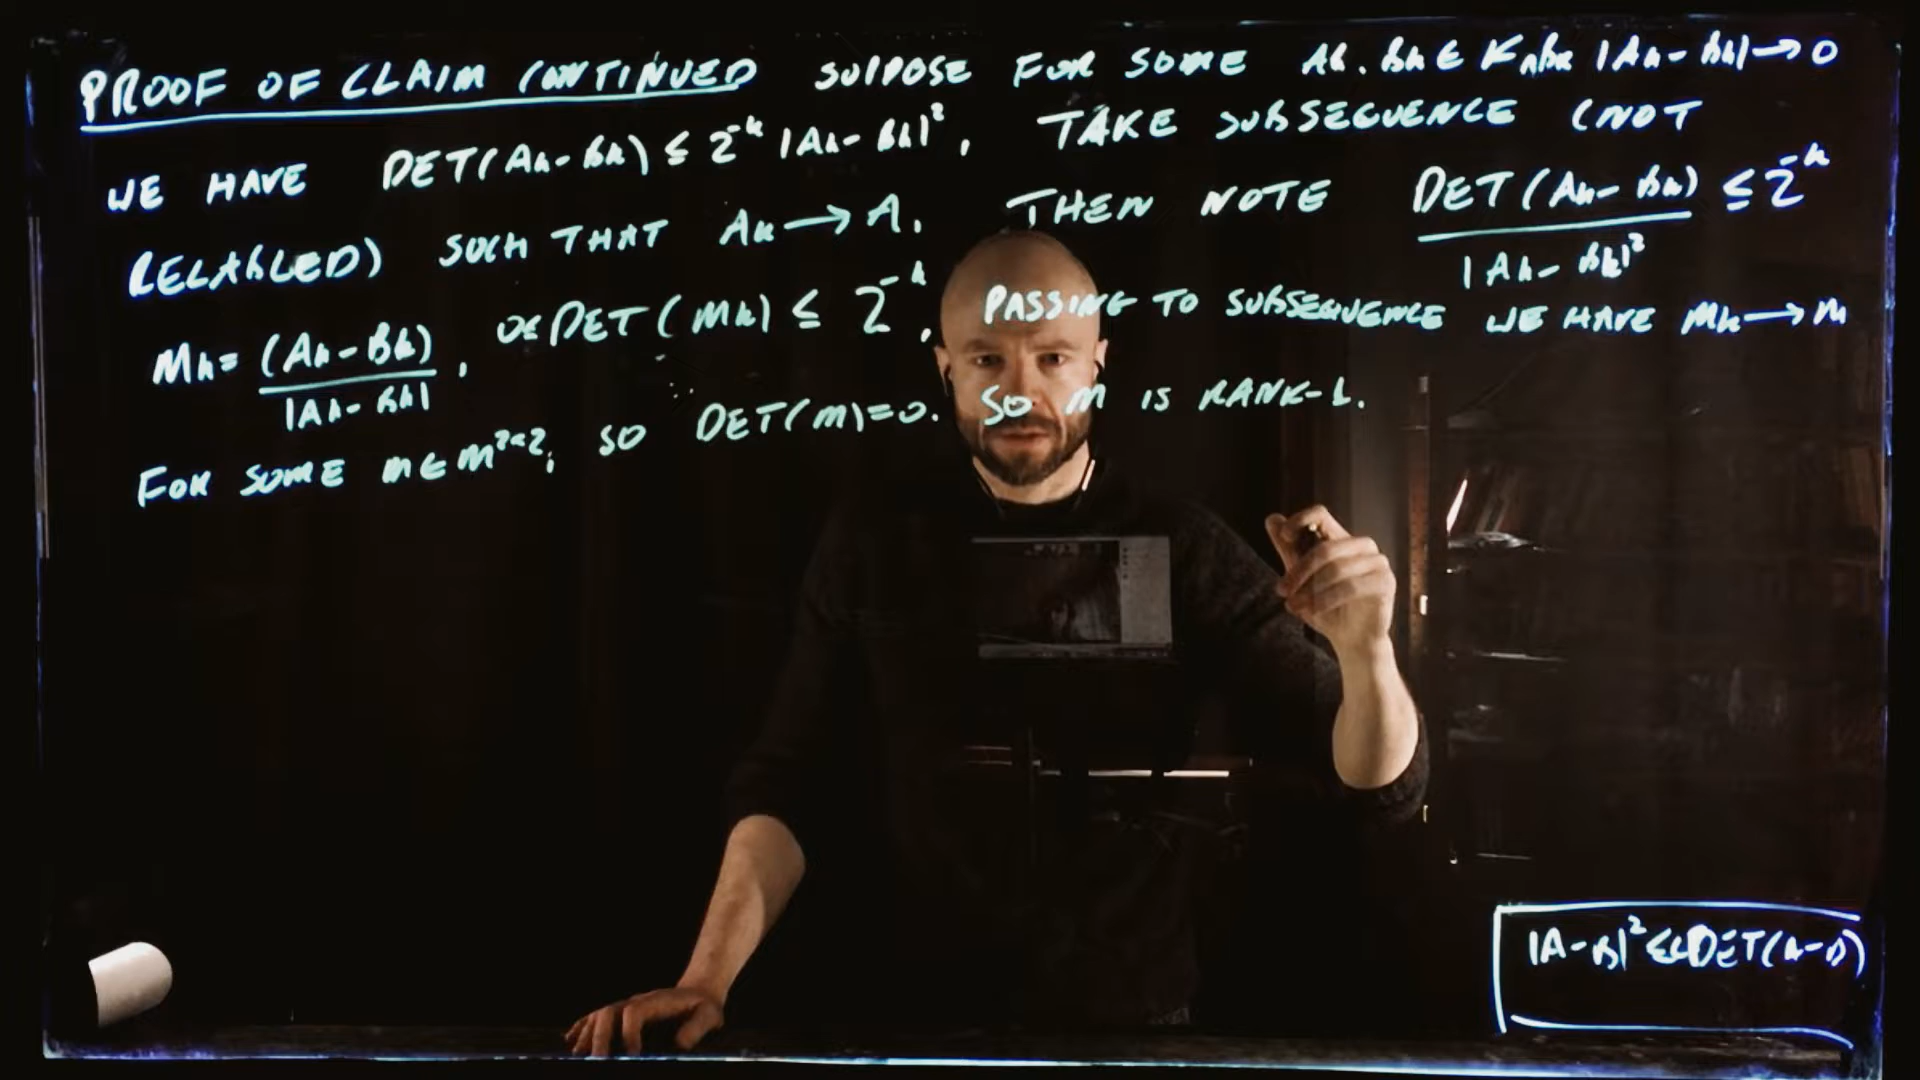 PROOF OF CLAIM CONTINUED SUPPOSE FOR SOME Ak, Bk ∈ K∩BR |Ak - Bk| → 0
WE HAVE DET(Ak - Bk) ≤ 2^-k |Ak - Bk|², TAKE SUBSEQUENCE (NOT
RELABLED) SUCH THAT Ak → A. THEN NOTE DET(Ak - Bk) / |Ak - Bk|² ≤ 2^-k
Mk = (Ak - Bk) / |Ak - Bk|, 0≤ DET(Mk) ≤ 2^-k, PASSING TO SUBSEQUENCE WE HAVE Mk → M
FOR SOME M ∈ M^2×2, SO DET(M)=0. SO M IS RANK-1.
|A - B|² ≤ C DET(A - B)